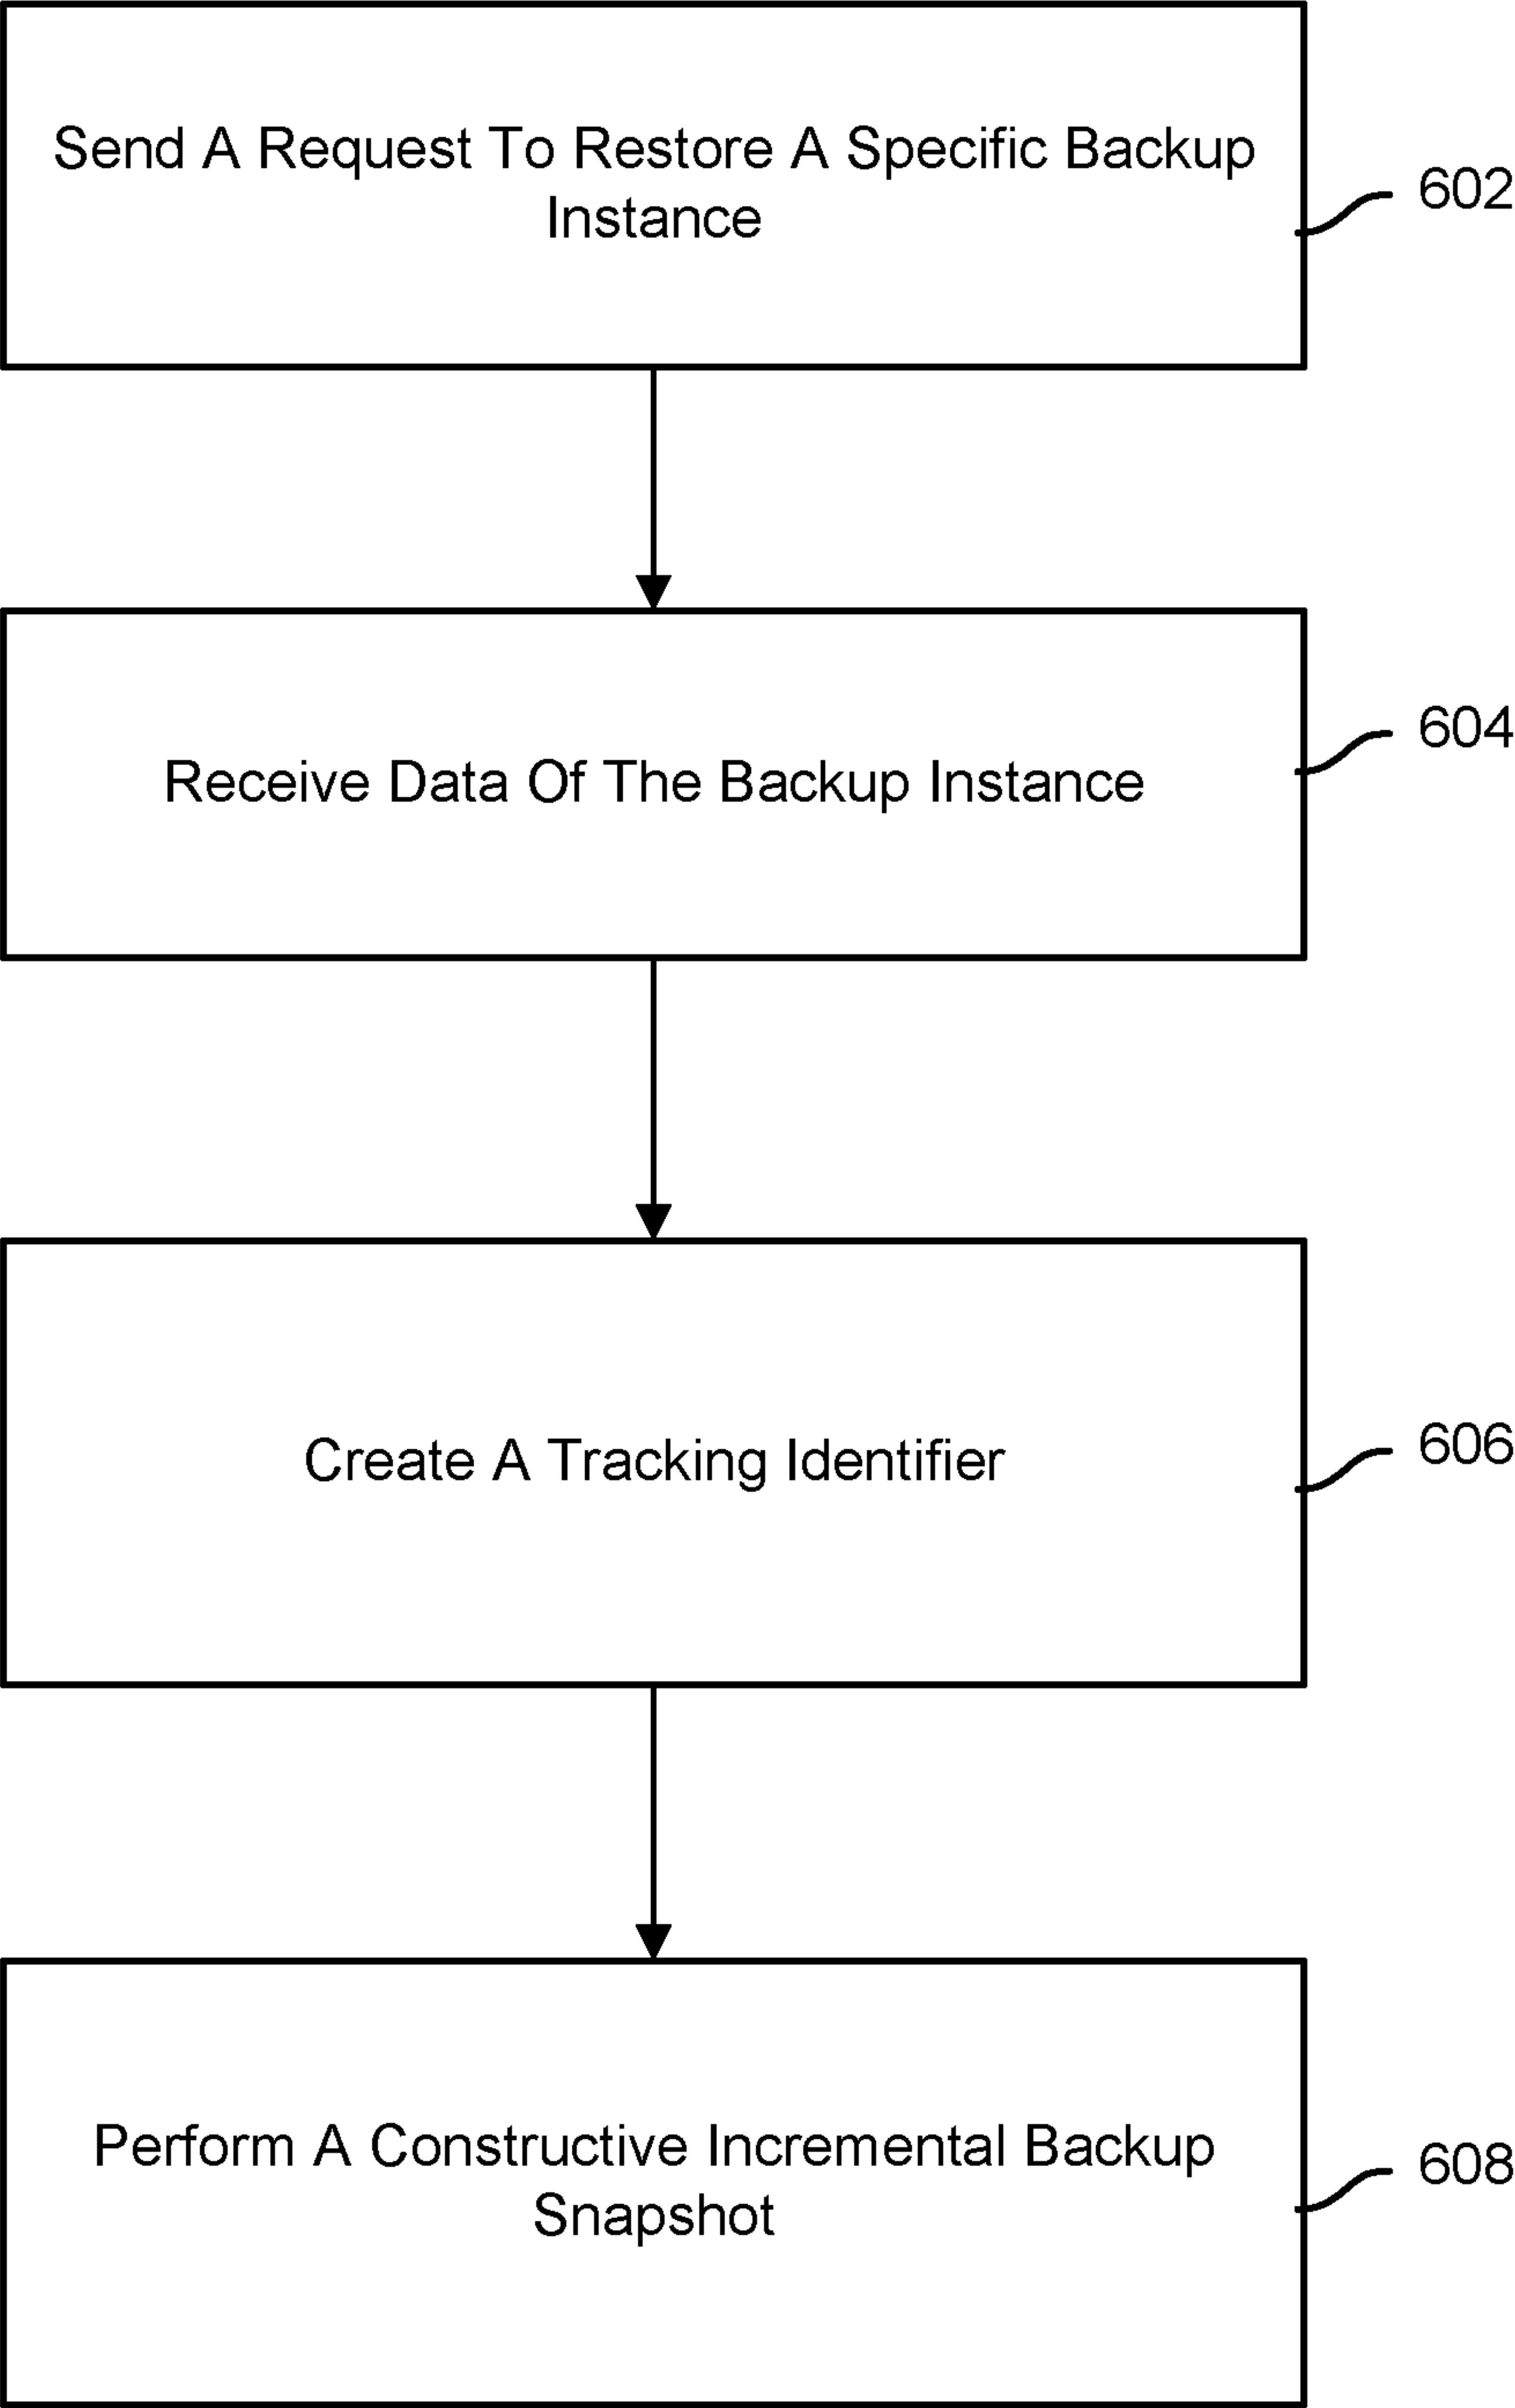 Send A Request To Restore A Specific Backup
Instance
602
Receive Data Of The Backup Instance
604
Create A Tracking Identifier
606
Perform A Constructive Incremental Backup
Snapshot
608